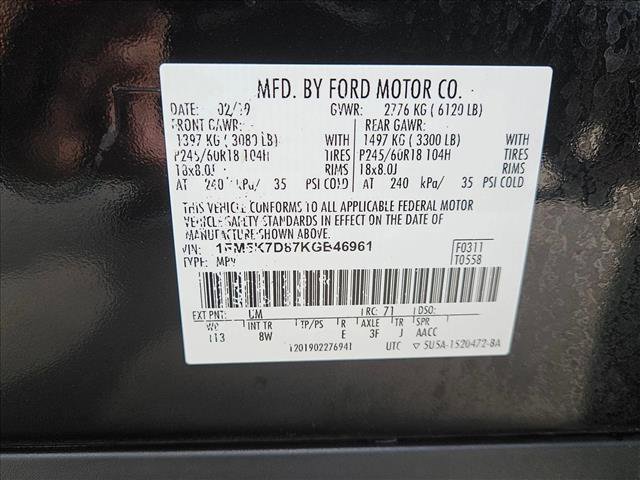 MFD. BY FORD MOTOR CO.
DATE: 02/19 GVWR: 2776 KG ( 6120 LB)
FRONT GAWR: REAR GAWR:
1397 KG ( 3080 LB) WITH 1497 KG ( 3300 LB) WITH
P245/60R18 104H TIRES P245/60R18 104H TIRES
18x8.0J RIMS 18x8.0J RIMS
AT 240 kPa/ 35 PSI COLD AT 240 kPa/ 35 PSI COLD
THIS VEHICLE CONFORMS TO ALL APPLICABLE FEDERAL MOTOR
VEHICLE SAFETY STANDARDS IN EFFECT ON THE DATE OF
MANUFACTURE SHOWN ABOVE.
VIN: 1FM5K7D87KGB46961 F0311
TYPE: MPV T0558
EXT PNT: UM RC: 71 DSO:
WB INT TR TP/PS R AXLE TR SPR
113 8W E 3F J AACC
UTC ▽ 5U5A-1520472-BA